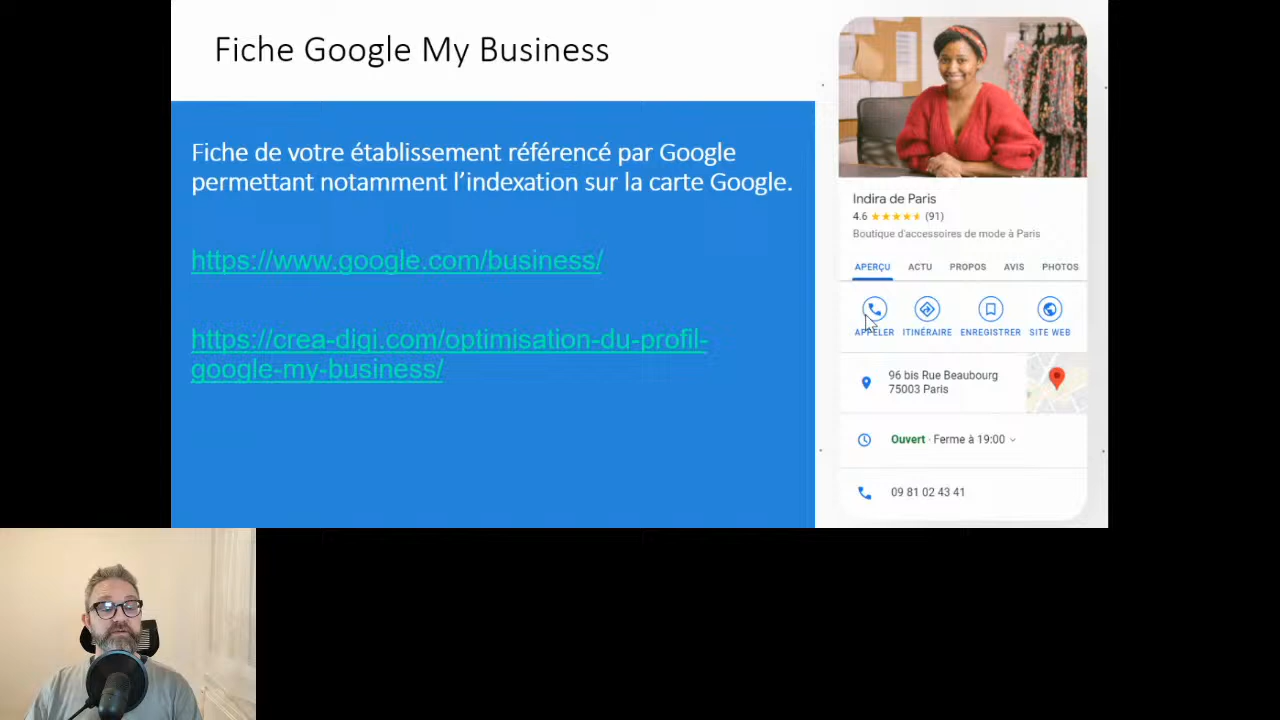 Fiche Google My Business
Fiche de votre établissement référencé par Google
permettant notamment l’indexation sur la carte Google.
https://www.google.com/business/
https://crea-digi.com/optimisation-du-profil-
google-my-business/
Indira de Paris
4.6 ★★★★★ (91)
Boutique d'accessoires de mode à Paris
APERÇU ACTU PROPOS AVIS PHOTOS
APPELER ITINÉRAIRE ENREGISTRER SITE WEB
96 bis Rue Beaubourg
75003 Paris
Ouvert · Ferme à 19:00
09 81 02 43 41